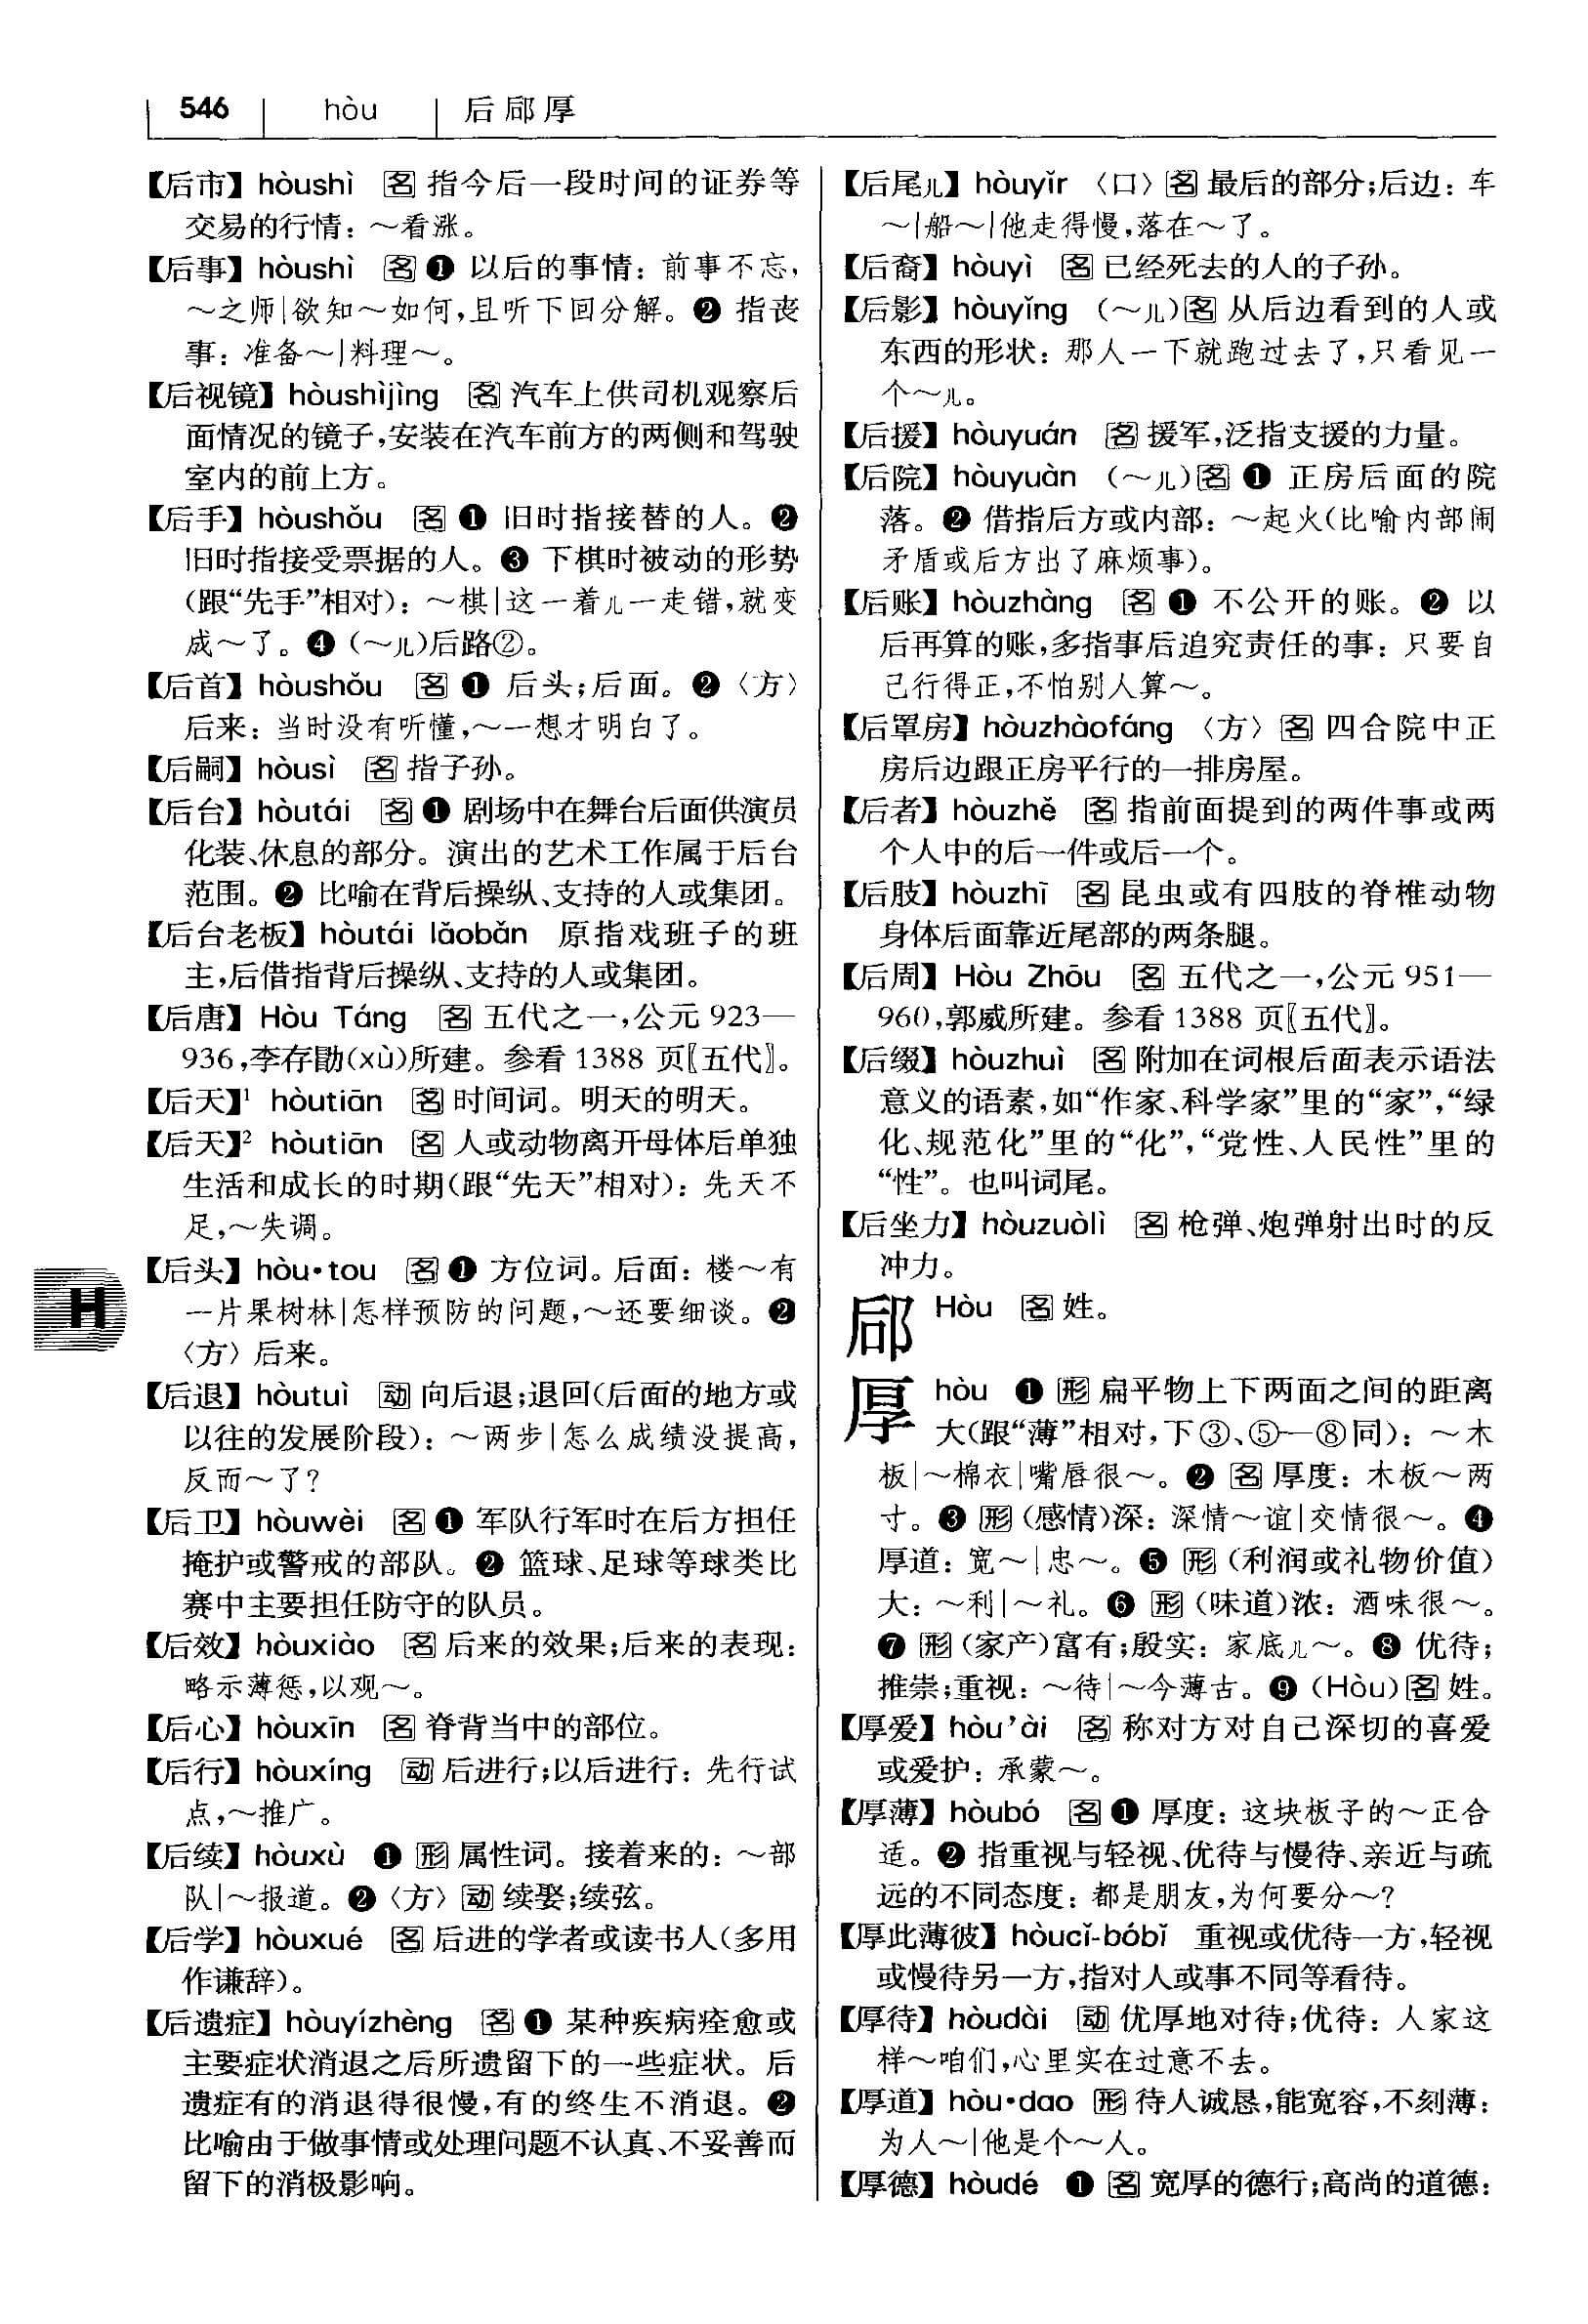 546 hòu 后郈厚
【后市】hòushì 名 指今后一段时间的证券等
交易的行情：～看涨。
【后事】hòushì 名 ❶ 以后的事情：前事不忘，
～之师|欲知～如何，且听下回分解。❷ 指丧
事：准备～|料理～。
【后视镜】hòushìjìng 名 汽车上供司机观察后
面情况的镜子，安装在汽车前方的两侧和驾驶
室内的前上方。
【后手】hòushǒu 名 ❶ 旧时指接替的人。❷
旧时指接受票据的人。❸ 下棋时被动的形势
（跟“先手”相对）：～棋|这一着儿一走错，就变
成～了。❹（～儿）后路②。
【后首】hòushǒu 名 ❶ 后头；后面。❷〈方〉
后来：当时没有听懂，～一想才明白了。
【后嗣】hòusì 名 指子孙。
【后台】hòutái 名 ❶ 剧场中在舞台后面供演员
化装、休息的部分。演出的艺术工作属于后台
范围。❷ 比喻在背后操纵、支持的人或集团。
【后台老板】hòutái lǎobǎn 原指戏班子的班
主，后借指背后操纵、支持的人或集团。
【后唐】Hòu Táng 名 五代之一，公元 923—
936，李存勖(xù)所建。参看 1388 页〖五代〗。
【后天】¹ hòutiān 名 时间词。明天的明天。
【后天】² hòutiān 名 人或动物离开母体后单独
生活和成长的时期（跟“先天”相对）：先天不
足，～失调。
【后头】hòu•tou 名 ❶ 方位词。后面：楼～有
一片果树林|怎样预防的问题，～还要细谈。❷
〈方〉后来。
【后退】hòutuì 动 向后退；退回（后面的地方或
以往的发展阶段）：～两步|怎么成绩没提高，
反而～了？
【后卫】hòuwèi 名 ❶ 军队行军时在后方担任
掩护或警戒的部队。❷ 篮球、足球等球类比
赛中主要担任防守的队员。
【后效】hòuxiào 名 后来的效果；后来的表现：
略示薄惩，以观～。
【后心】hòuxīn 名 脊背当中的部位。
【后行】hòuxíng 动 后进行；以后进行：先行试
点，～推广。
【后续】hòuxù ❶ 形 属性词。接着来的：～部
队|～报道。❷〈方〉动 续娶；续弦。
【后学】hòuxué 名 后进的学者或读书人（多用
作谦辞）。
【后遗症】hòuyízhèng 名 ❶ 某种疾病痊愈或
主要症状消退之后所遗留下的一些症状。后
遗症有的消退得很慢，有的终生不消退。❷
比喻由于做事情或处理问题不认真、不妥善而
留下的消极影响。
H
【后尾儿】hòuyǐr 〈口〉名 最后的部分；后边：车
～|船～|他走得慢，落在～了。
【后裔】hòuyì 名 已经死去的人的子孙。
【后影】hòuyǐng （～儿）名 从后边看到的人或
东西的形状：那人一下就跑过去了，只看见一
个～儿。
【后援】hòuyuán 名 援军，泛指支援的力量。
【后院】hòuyuàn （～儿）名 ❶ 正房后面的院
落。❷ 借指后方或内部：～起火（比喻内部闹
矛盾或后方出了麻烦事）。
【后账】hòuzhàng 名 ❶ 不公开的账。❷ 以
后再算的账，多指事后追究责任的事：只要自
己行得正，不怕别人算～。
【后罩房】hòuzhàofáng 〈方〉名 四合院中正
房后边跟正房平行的一排房屋。
【后者】hòuzhě 名 指前面提到的两件事或两
个人中的后一件或后一个。
【后肢】hòuzhī 名 昆虫或有四肢的脊椎动物
身体后面靠近尾部的两条腿。
【后周】Hòu Zhōu 名 五代之一，公元 951—
960，郭威所建。参看 1388 页〖五代〗。
【后缀】hòuzhuì 名 附加在词根后面表示语法
意义的语素，如“作家、科学家”里的“家”，“绿
化、规范化”里的“化”，“党性、人民性”里的
“性”。也叫词尾。
【后坐力】hòuzuòlì 名 枪弹、炮弹射出时的反
冲力。
郈 Hòu 名 姓。
厚 hòu ❶ 形 扁平物上下两面之间的距离
大（跟“薄”相对，下③、⑤—⑧同）：～木
板|～棉衣|嘴唇很～。❷ 名 厚度：木板～两
寸。❸ 形（感情）深：深情～谊|交情很～。❹
厚道：宽～|忠～。❺ 形（利润或礼物价值）
大：～利|～礼。❻ 形（味道）浓：酒味很～。
❼ 形（家产）富有；殷实：家底儿～。❽ 优待；
推崇；重视：～待|～今薄古。❾（Hòu）名 姓。
【厚爱】hòu’ài 名 称对方对自己深切的喜爱
或爱护：承蒙～。
【厚薄】hòubó 名 ❶ 厚度：这块板子的～正合
适。❷ 指重视与轻视、优待与慢待、亲近与疏
远的不同态度：都是朋友，为何要分～？
【厚此薄彼】hòucǐ-bóbǐ 重视或优待一方，轻视
或慢待另一方，指对人或事不同等看待。
【厚待】hòudài 动 优厚地对待；优待：人家这
样～咱们，心里实在过意不去。
【厚道】hòu•dao 形 待人诚恳，能宽容，不刻薄：
为人～|他是个～人。
【厚德】hòudé ❶ 名 宽厚的德行；高尚的道德：